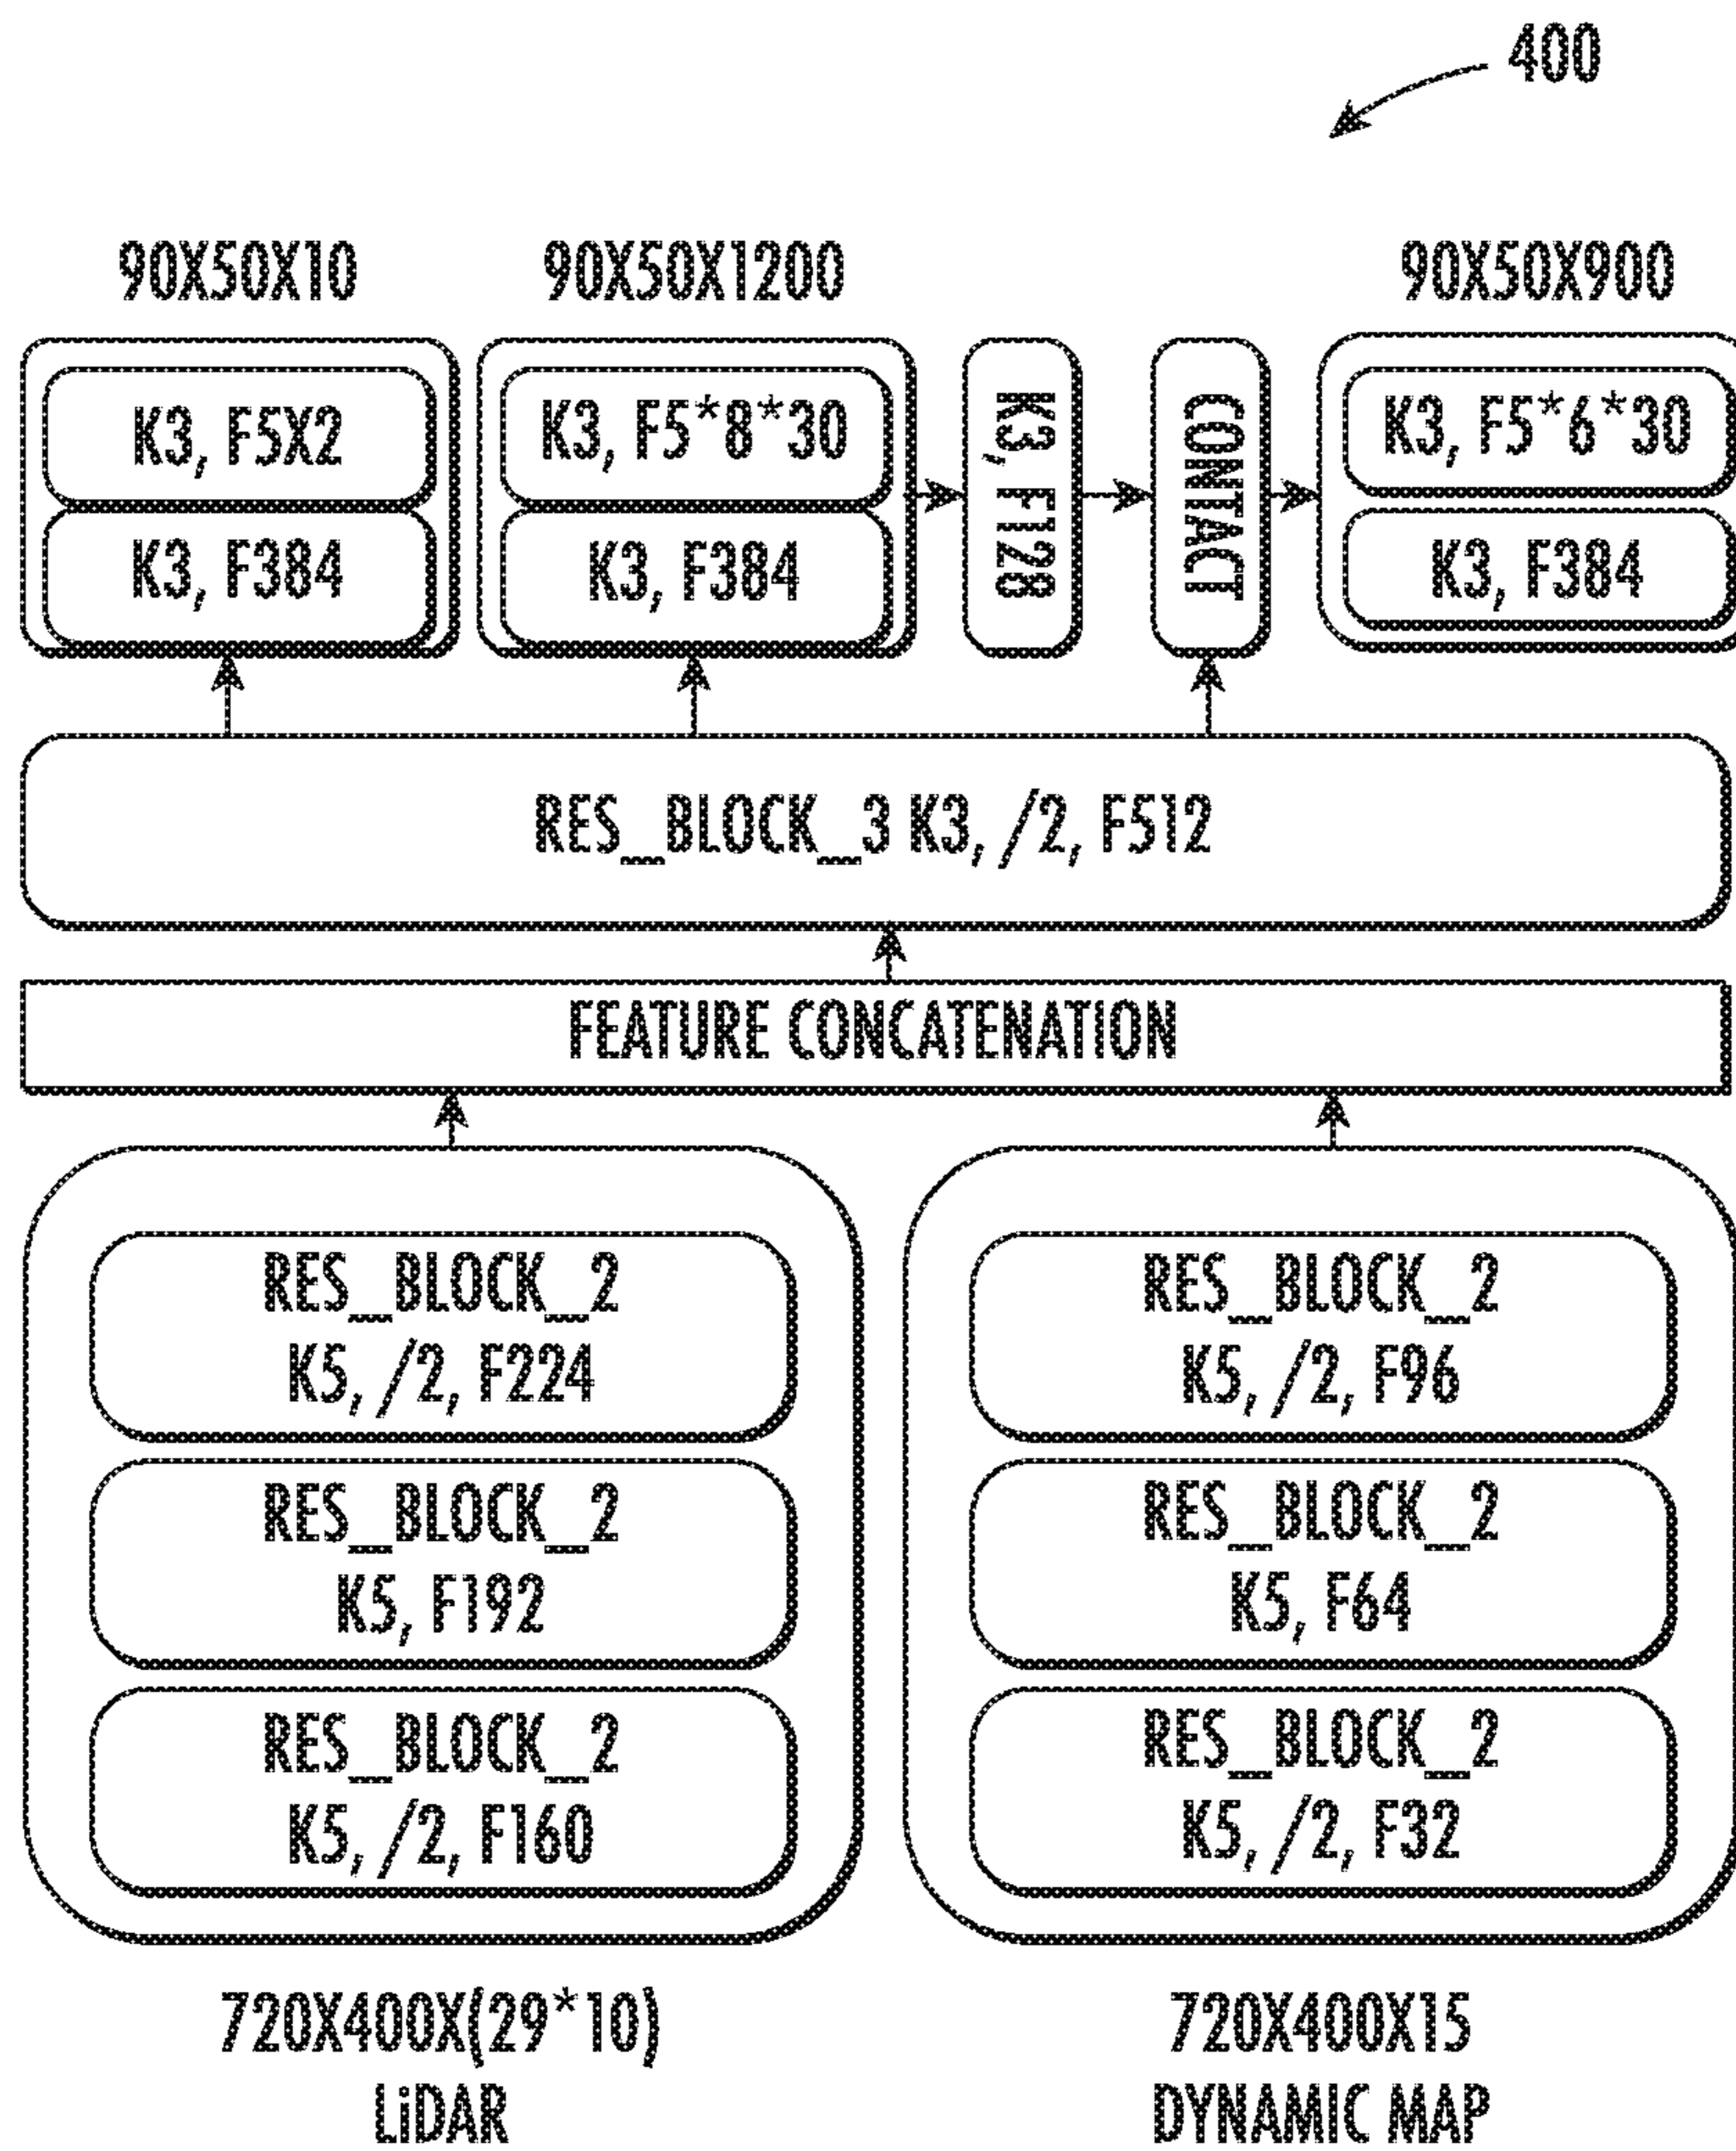 400
90X50X10
90X50X1200
90X50X900
K3, F5X2
K3, F384
K3, F5*8*30
K3, F384
K3, F128
CONTACT
K3, F5*6*30
K3, F384
RES_BLOCK_3 K3, /2, F512
FEATURE CONCATENATION
RES_BLOCK_2
K5, /2, F224
RES_BLOCK_2
K5, F192
RES_BLOCK_2
K5, /2, F160
720X400X(29*10)
LiDAR
RES_BLOCK_2
K5, /2, F96
RES_BLOCK_2
K5, F64
RES_BLOCK_2
K5, /2, F32
720X400X15
DYNAMIC MAP